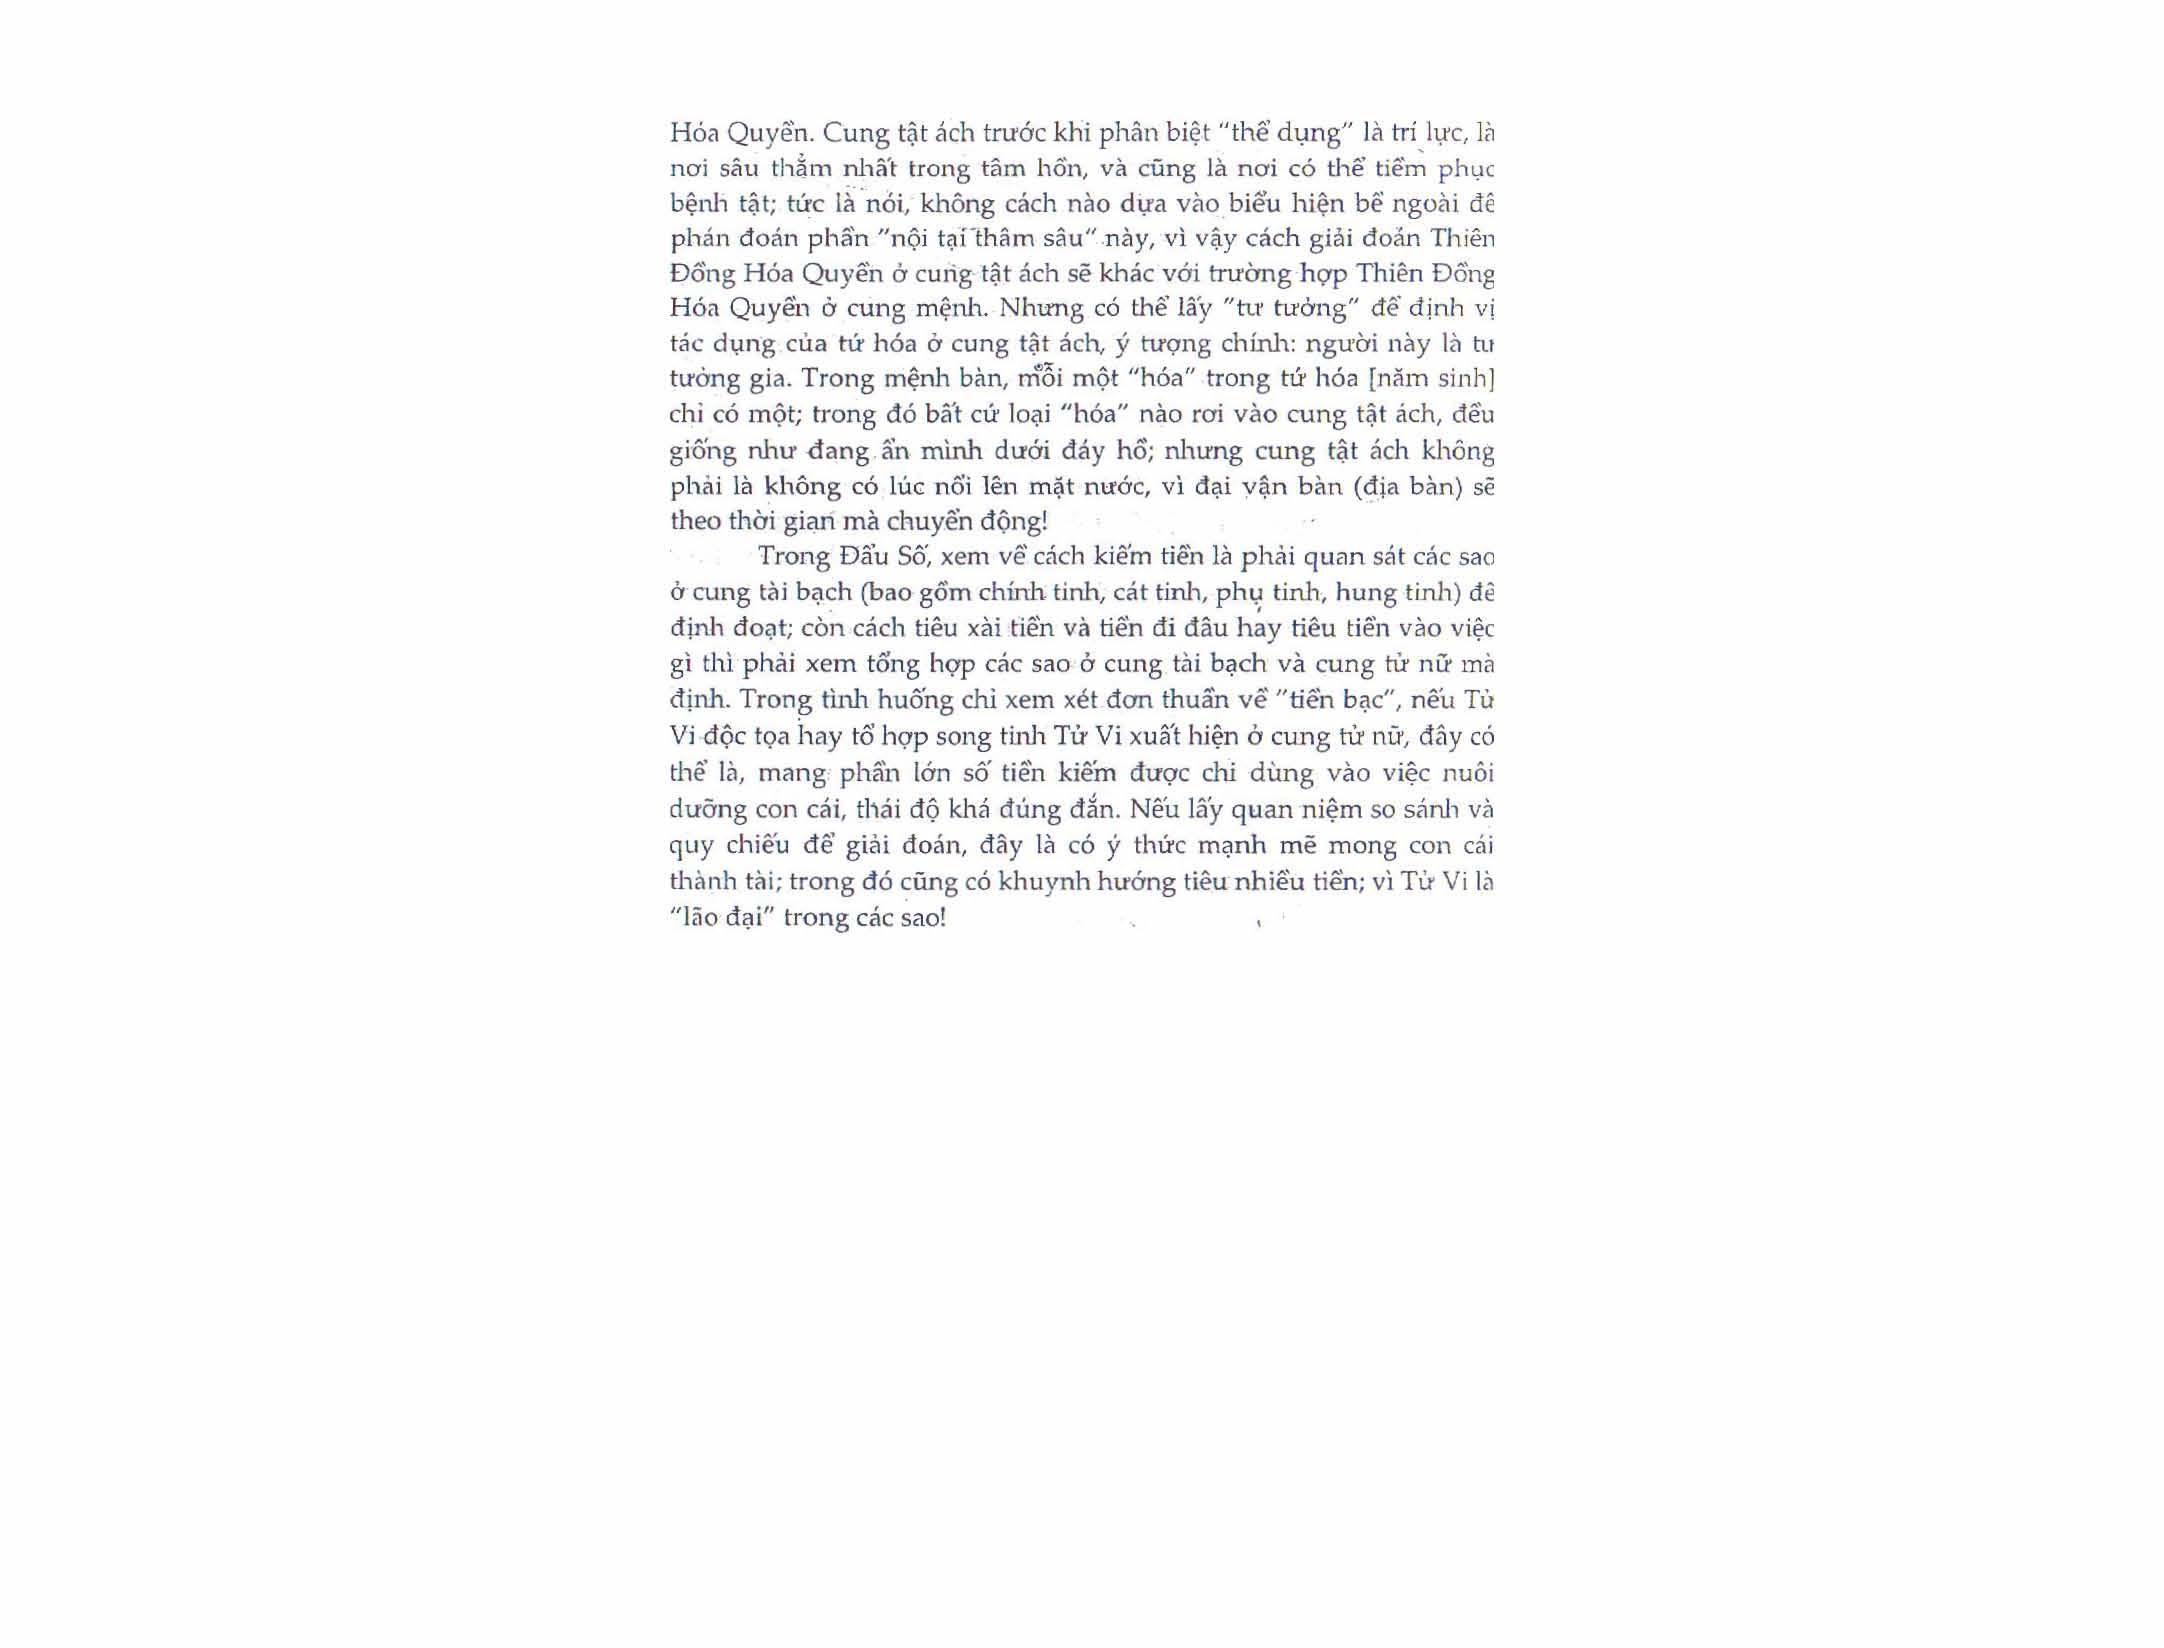 Hóa Quyền. Cung tật ách trước khi phân biệt "thể dụng" là trí lực, là
nơi sâu thẳm nhất trong tâm hồn, và cũng là nơi có thể tiềm phục
bệnh tật; tức là nói, không cách nào dựa vào biểu hiện bề ngoài để
phán đoán phần "nội tại thâm sâu" này, vì vậy cách giải đoán Thiên
Đồng Hóa Quyền ở cung tật ách sẽ khác với trường hợp Thiên Đồng
Hóa Quyền ở cung mệnh. Nhưng có thể lấy "tư tưởng" để định vị
tác dụng của tứ hóa ở cung tật ách, ý tượng chính: người này là tư
tưởng gia. Trong mệnh bàn, mỗi một "hóa" trong tứ hóa [năm sinh]
chỉ có một; trong đó bất cứ loại "hóa" nào rơi vào cung tật ách, đều
giống như đang ẩn mình dưới đáy hồ; nhưng cung tật ách không
phải là không có lúc nổi lên mặt nước, vì đại vận bàn (địa bàn) sẽ
theo thời gian mà chuyển động!
Trong Đẩu Số, xem về cách kiếm tiền là phải quan sát các sao
ở cung tài bạch (bao gồm chính tinh, cát tinh, phụ tinh, hung tinh) để
định đoạt; còn cách tiêu xài tiền và tiền đi đâu hay tiêu tiền vào việc
gì thì phải xem tổng hợp các sao ở cung tài bạch và cung tử nữ mà
định. Trong tình huống chỉ xem xét đơn thuần về "tiền bạc", nếu Tử
Vi độc tọa hay tổ hợp song tinh Tử Vi xuất hiện ở cung tử nữ, đây có
thể là, mang phần lớn số tiền kiếm được chi dùng vào việc nuôi
dưỡng con cái, thái độ khá đúng đắn. Nếu lấy quan niệm so sánh và
quy chiếu để giải đoán, đây là có ý thức mạnh mẽ mong con cái
thành tài; trong đó cũng có khuynh hướng tiêu nhiều tiền; vì Tử Vi là
"lão đại" trong các sao!